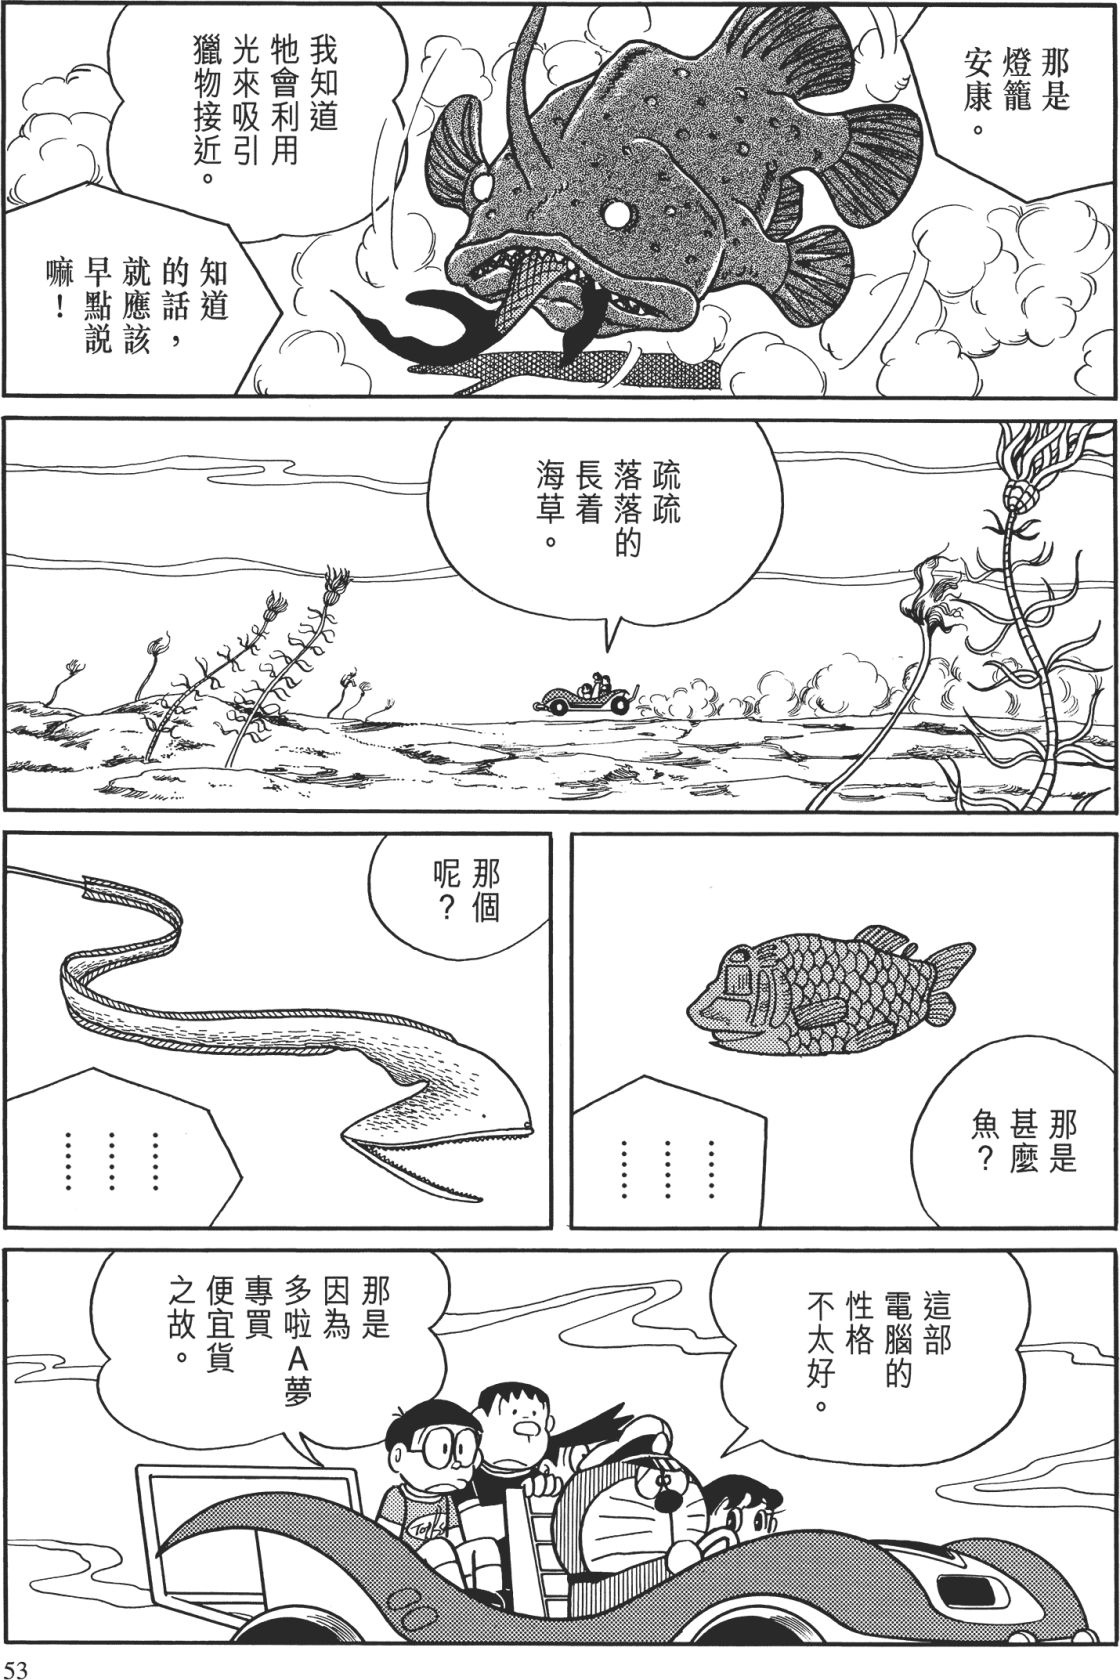 那是
燈籠
安康。
我知道
牠會利用
光來吸引
獵物接近。
知道
的話，
就應該
早點説
嘛！
疏疏
落落的
長着
海草。
那是
甚麼
魚？
………
………
………
那個
呢？
………
………
………
這部
電腦的
性格
不太好。
那是
因為
多啦A夢
專買
便宜貨
之故。
53